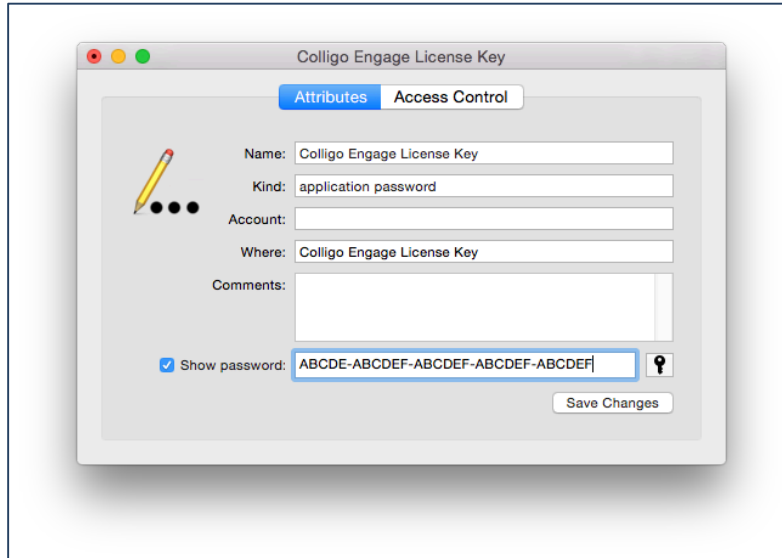 Colligo Engage License Key
Attributes Access Control
Name: Colligo Engage License Key
Kind: application password
Account:
Where: Colligo Engage License Key
Comments:
Show password: ABCDE-ABCDEF-ABCDEF-ABCDEF-ABCDEF
Save Changes